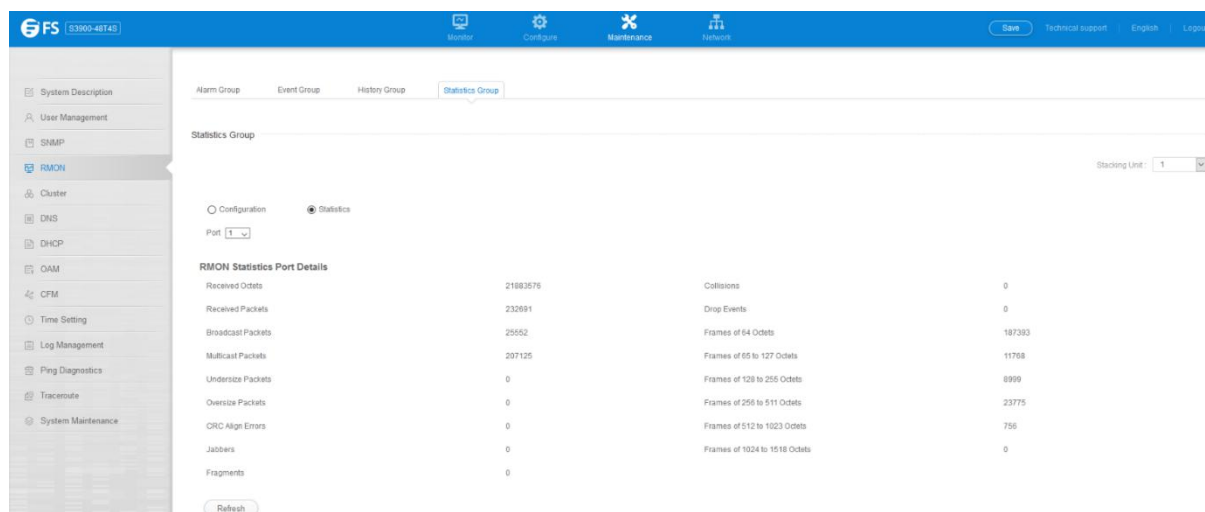 FS S3900-48T4S
Monitor Configure Maintenance Network
Save Technical support English Logou
System Description
User Management
SNMP
RMON
Cluster
DNS
DHCP
OAM
CFM
Time Setting
Log Management
Ping Diagnostics
Traceroute
System Maintenance
Alarm Group Event Group History Group Statistics Group
Statistics Group
Stacking Unit : 1
Configuration Statistics
Port 1
RMON Statistics Port Details
Received Octets 21883576 Collisions 0
Received Packets 232691 Drop Events 0
Broadcast Packets 25552 Frames of 64 Octets 187393
Multicast Packets 207125 Frames of 65 to 127 Octets 11768
Undersize Packets 0 Frames of 128 to 255 Octets
Oversize Packets 0 Frames of 256 to 511 Octets 23775
CRC Align Errors 0 Frames of 512 to 1023 Octets 756
Jabbers 0 Frames of 1024 to 1518 Octets 0
Fragments 0
Refresh